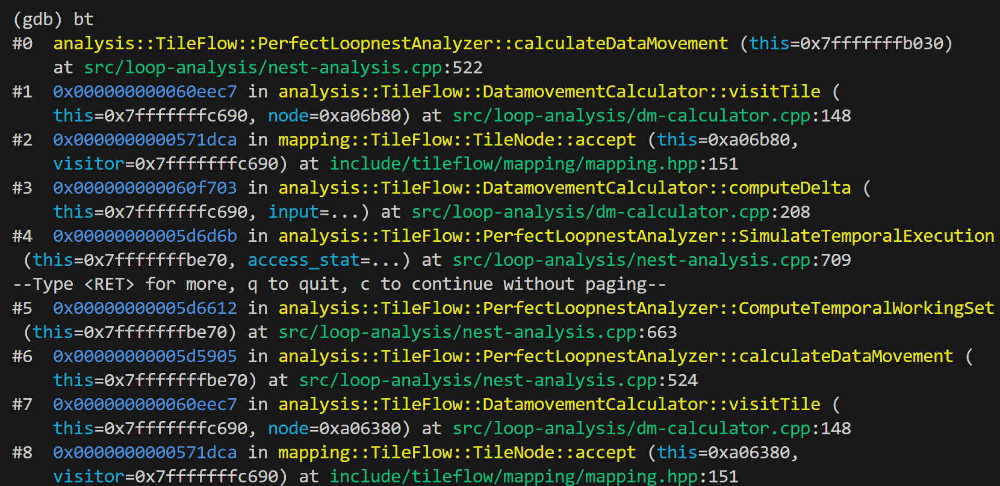 (gdb) bt
#0  analysis::TileFlow::PerfectLoopnestAnalyzer::calculateDataMovement (this=0x7fffffffb030)
    at src/loop-analysis/nest-analysis.cpp:522
#1  0x000000000060eec7 in analysis::TileFlow::DatamovementCalculator::visitTile (
    this=0x7fffffffc690, node=0xa06b80) at src/loop-analysis/dm-calculator.cpp:148
#2  0x0000000000571dca in mapping::TileFlow::TileNode::accept (this=0xa06b80,
    visitor=0x7fffffffc690) at include/tileflow/mapping/mapping.hpp:151
#3  0x000000000060f703 in analysis::TileFlow::DatamovementCalculator::computeDelta (
    this=0x7fffffffc690, input=...) at src/loop-analysis/dm-calculator.cpp:208
#4  0x00000000005d6d6b in analysis::TileFlow::PerfectLoopnestAnalyzer::SimulateTemporalExecution
 (this=0x7fffffffbe70, access_stat=...) at src/loop-analysis/nest-analysis.cpp:709
--Type <RET> for more, q to quit, c to continue without paging--
#5  0x00000000005d6612 in analysis::TileFlow::PerfectLoopnestAnalyzer::ComputeTemporalWorkingSet
 (this=0x7fffffffbe70) at src/loop-analysis/nest-analysis.cpp:663
#6  0x00000000005d5905 in analysis::TileFlow::PerfectLoopnestAnalyzer::calculateDataMovement (
    this=0x7fffffffbe70) at src/loop-analysis/nest-analysis.cpp:524
#7  0x000000000060eec7 in analysis::TileFlow::DatamovementCalculator::visitTile (
    this=0x7fffffffc690, node=0xa06380) at src/loop-analysis/dm-calculator.cpp:148
#8  0x0000000000571dca in mapping::TileFlow::TileNode::accept (this=0xa06380,
    visitor=0x7fffffffc690) at include/tileflow/mapping/mapping.hpp:151